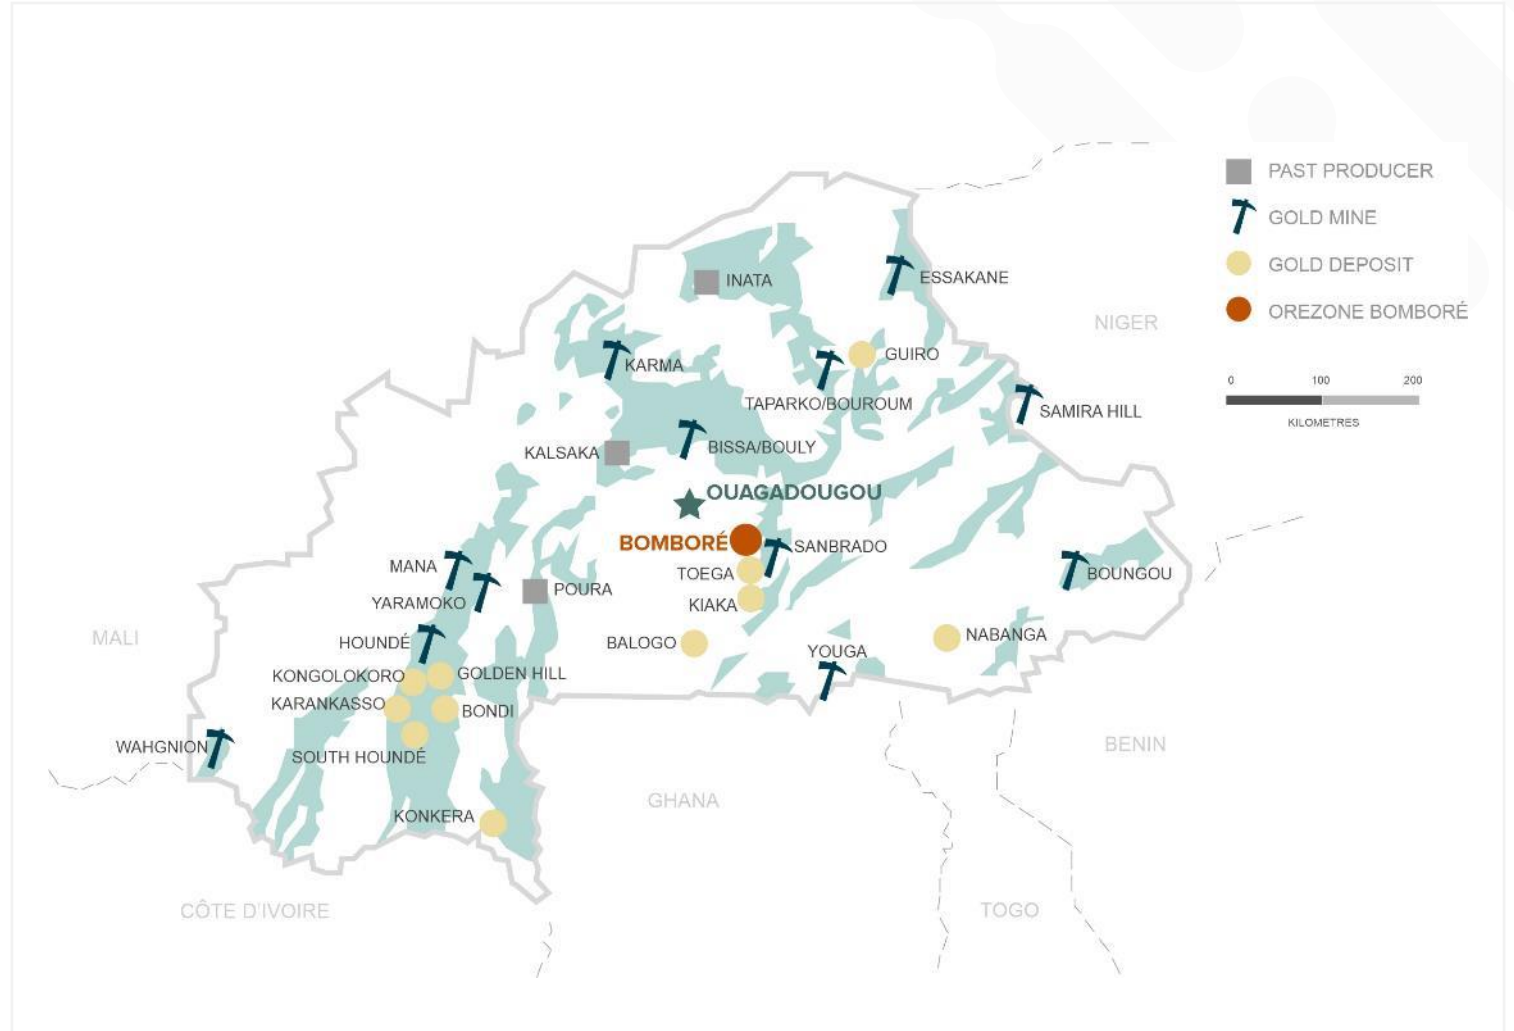 PAST PRODUCER
GOLD MINE
GOLD DEPOSIT
OREZONE BOMBORÉ
0 100 200
KILOMETRES
INATA
ESSAKANE
NIGER
GUIRO
KARMA
TAPARKO/BOUROUM
SAMIRA HILL
KALSAKA
BISSA/BOULY
OUAGADOUGOU
BOMBORÉ
SANBRADO
MANA
TOEGA
BOUNGOU
YARAMOKO
POURA
KIAKA
MALI
HOUNDÉ
BALOGO
YOUGA
NABANGA
KONGOLOKORO
GOLDEN HILL
KARANKASSO
BONDI
WAHGNION
SOUTH HOUNDÉ
BENIN
GHANA
KONKERA
CÔTE D'IVOIRE
TOGO